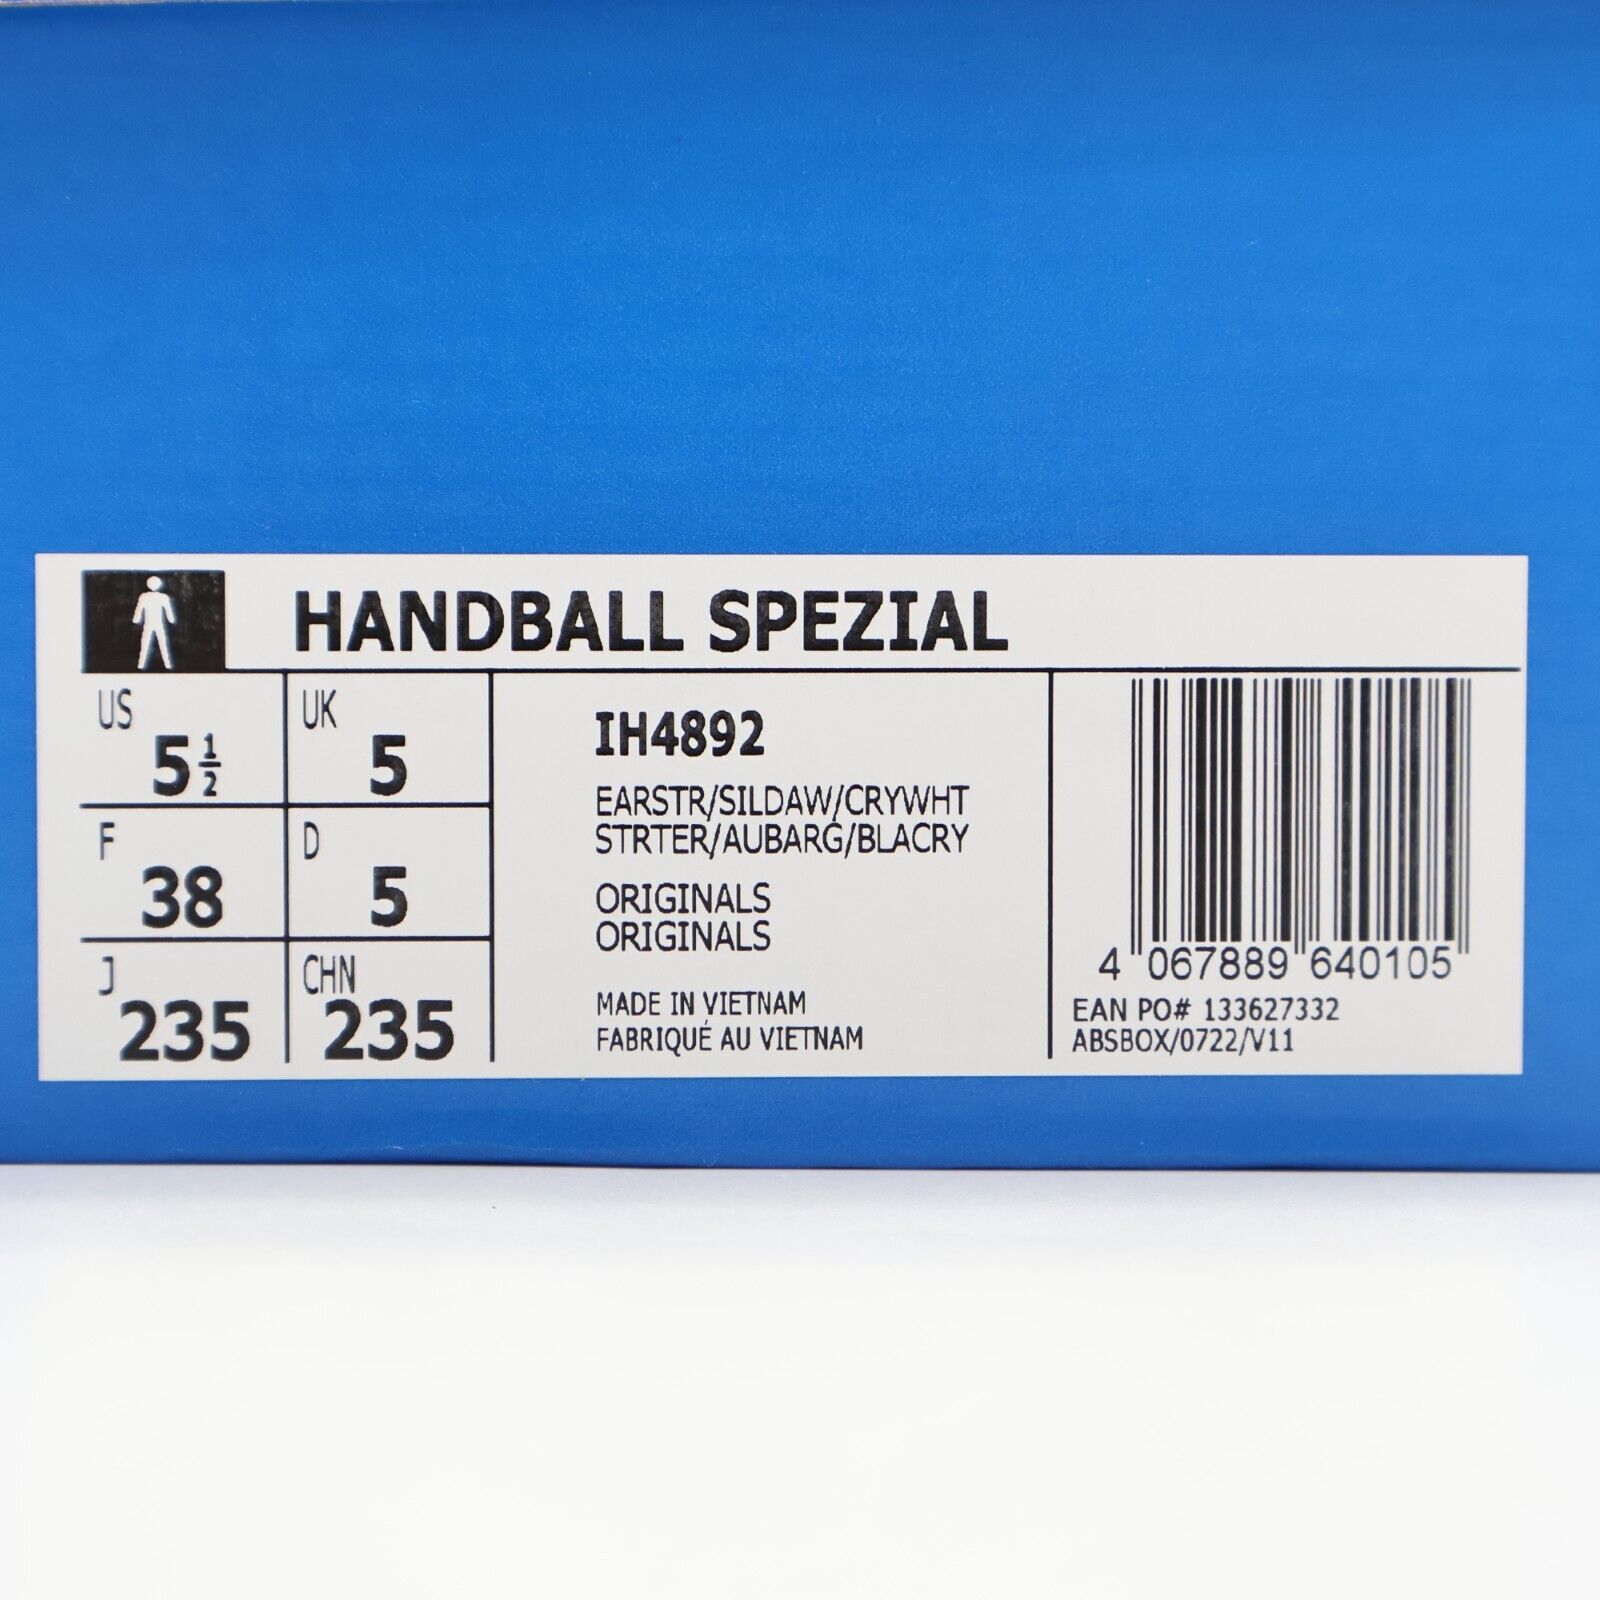 HANDBALL SPEZIAL
US 5 1/2 UK 5
F 38 D 5
J 235 CHN 235
IH4892
EARSTR/SILDAW/CRYWHT
STRTER/AUBARG/BLACRY
ORIGINALS
ORIGINALS
MADE IN VIETNAM
FABRIQUÉ AU VIETNAM
4 067889 640105
EAN PO# 133627332
ABSBOX/0722/V11